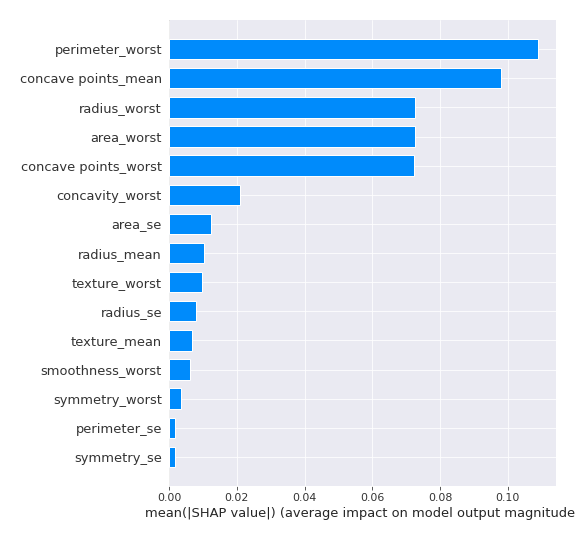 perimeter_worst
concave points_mean
radius_worst
area_worst
concave points_worst
concavity_worst
area_se
radius_mean
texture_worst
radius_se
texture_mean
smoothness_worst
symmetry_worst
perimeter_se
symmetry_se
0.00 0.02 0.04 0.06 0.08 0.10
mean(|SHAP value|) (average impact on model output magnitude